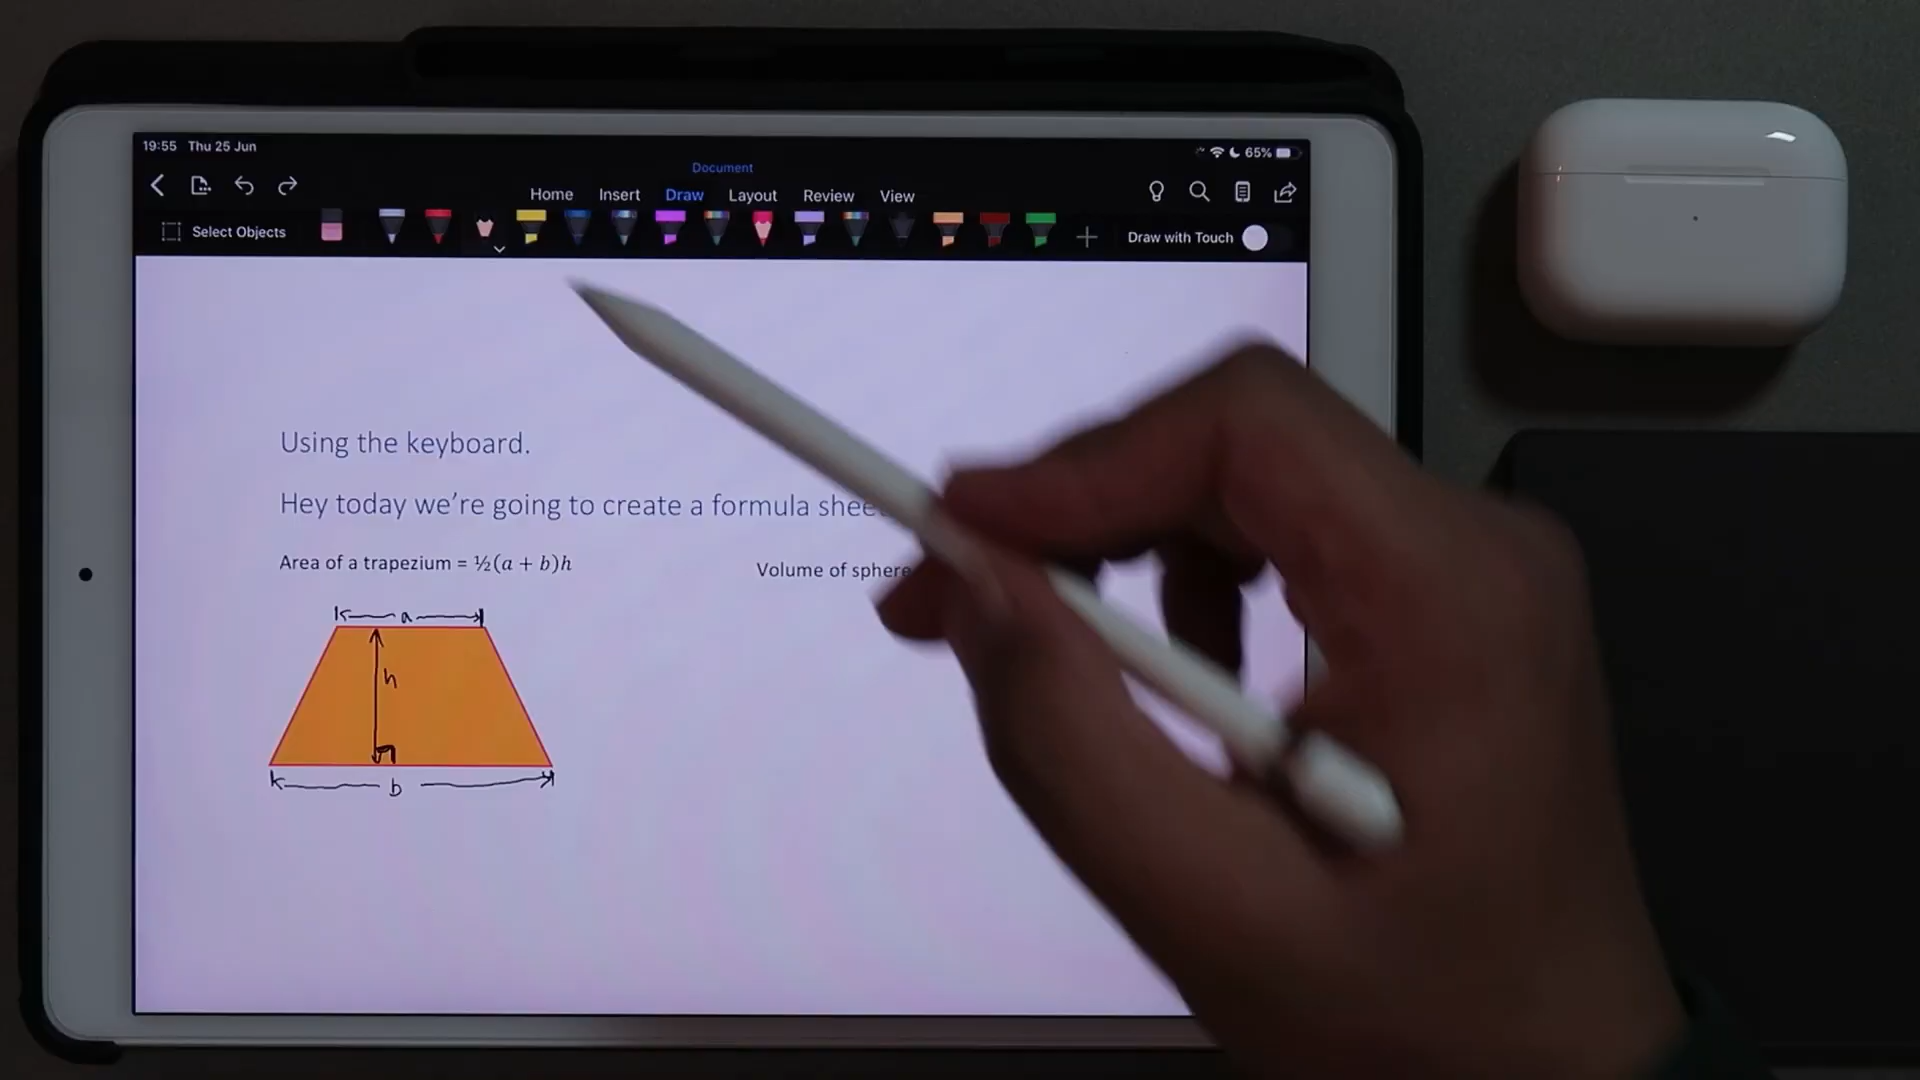 19:55 Thu 25 Jun
65%
Document
Home Insert Draw Layout Review View
Select Objects
Draw with Touch
Using the keyboard.
Hey today we’re going to create a formula
Area of a trapezium = ½(a + b)h
Volume of sphere
a
h
b